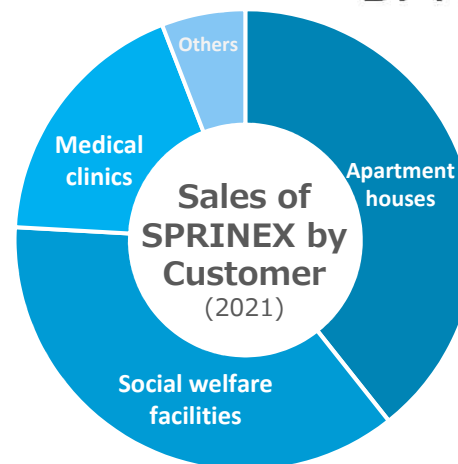 Others
Medical
clinics
Apartment
houses
Sales of
SPRINEX by
Customer
(2021)
Social welfare
facilities